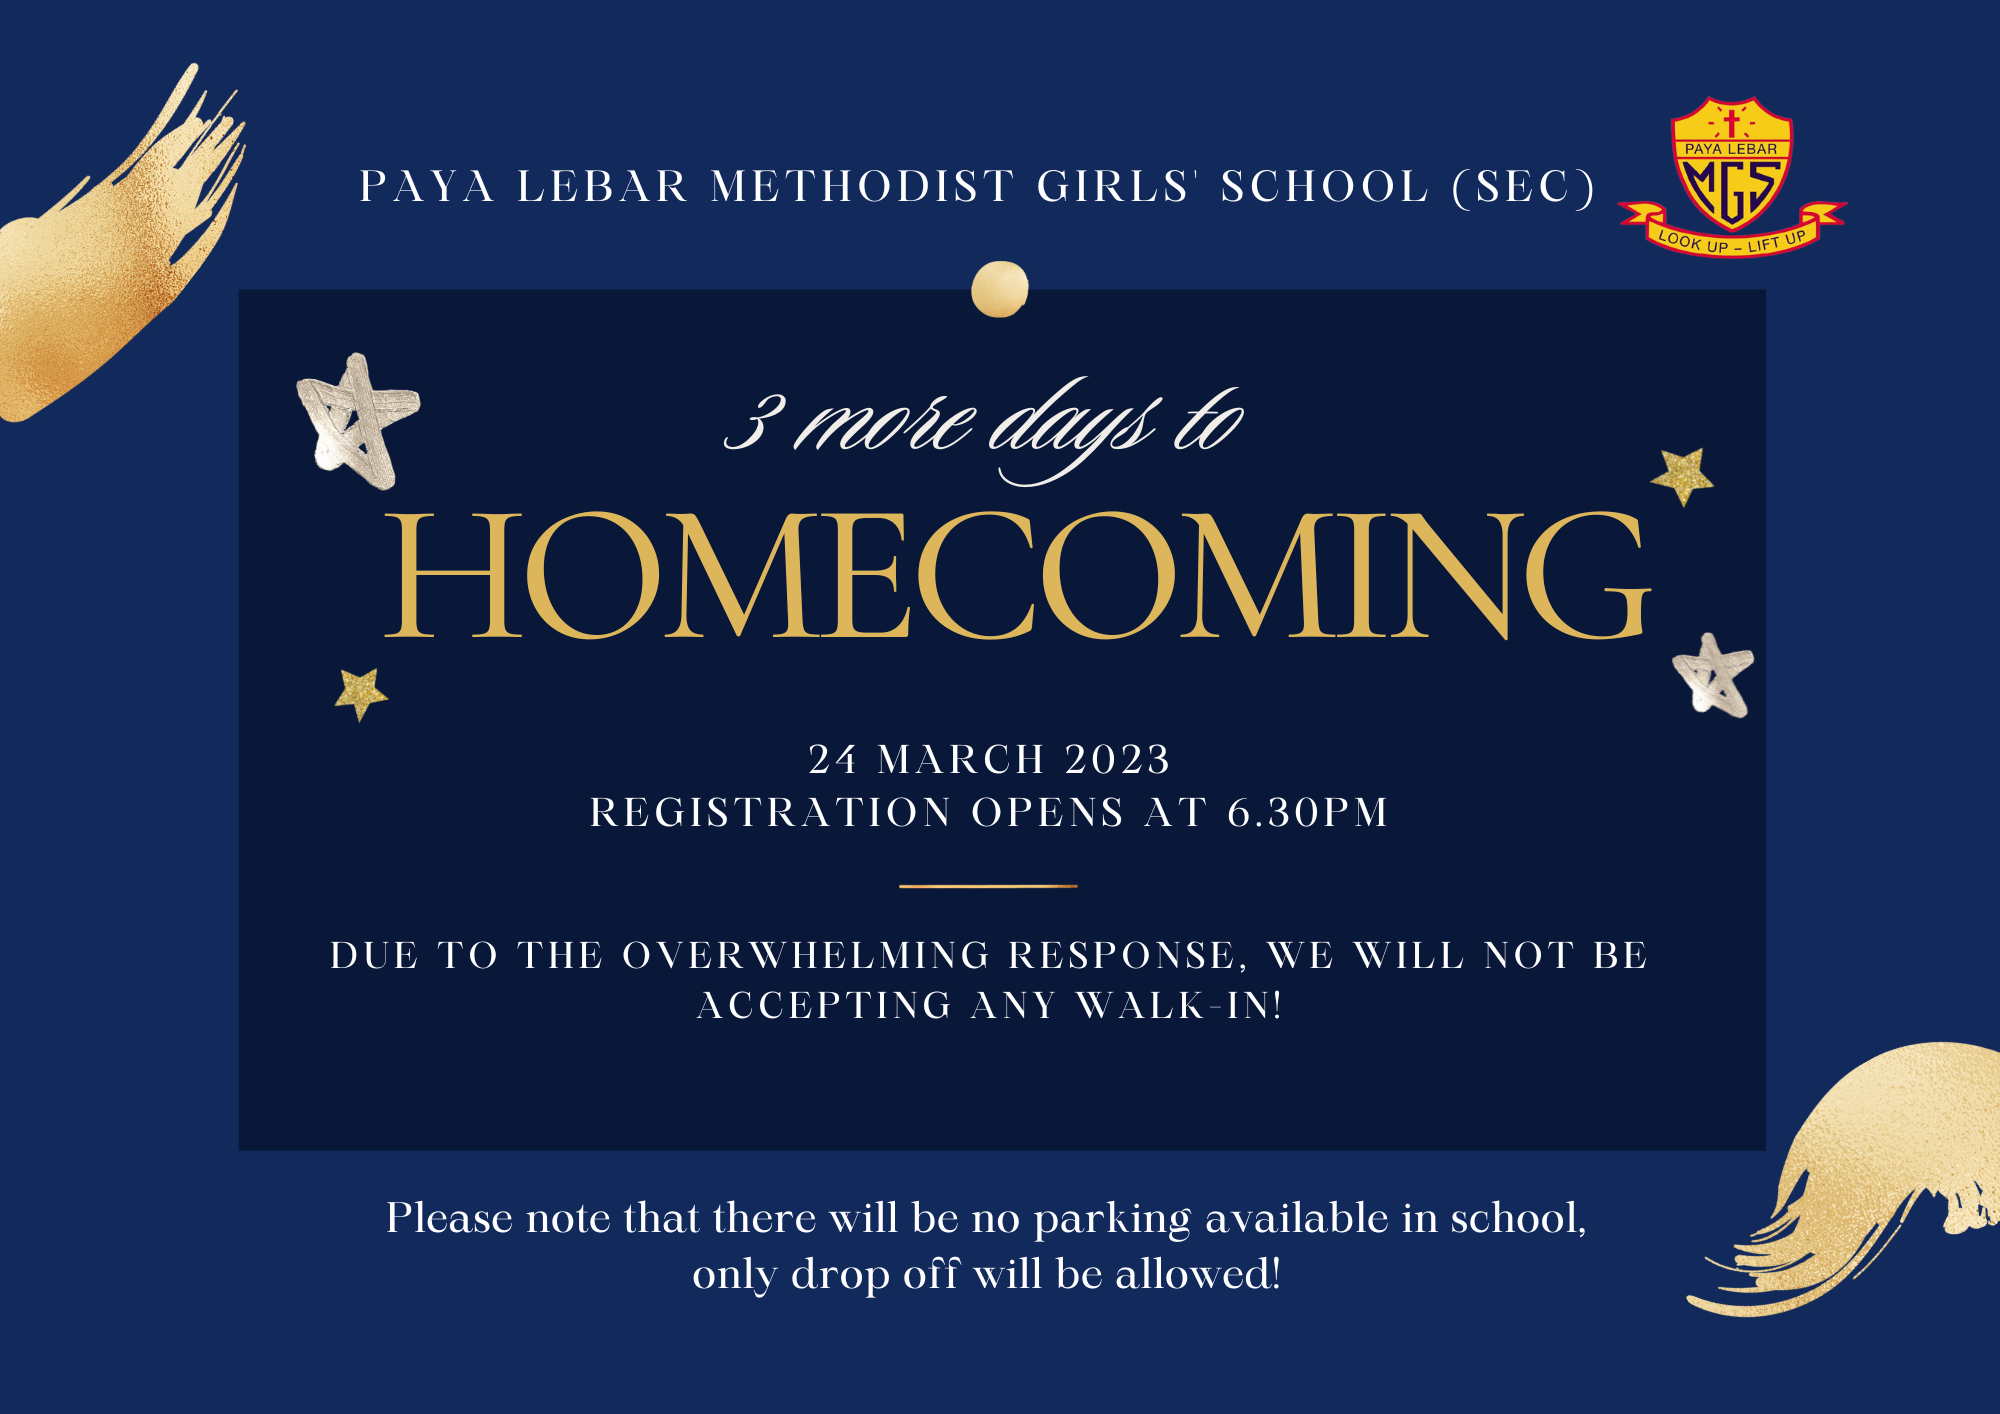 PAYA LEBAR METHODIST GIRLS' SCHOOL (SEC)
PAYA LEBAR
MGS
LOOK UP - LIFT UP
3 more days to
HOMECOMING
24 MARCH 2023
REGISTRATION OPENS AT 6.30PM
DUE TO THE OVERWHELMING RESPONSE, WE WILL NOT BE
ACCEPTING ANY WALK-IN!
Please note that there will be no parking available in school,
only drop off will be allowed!